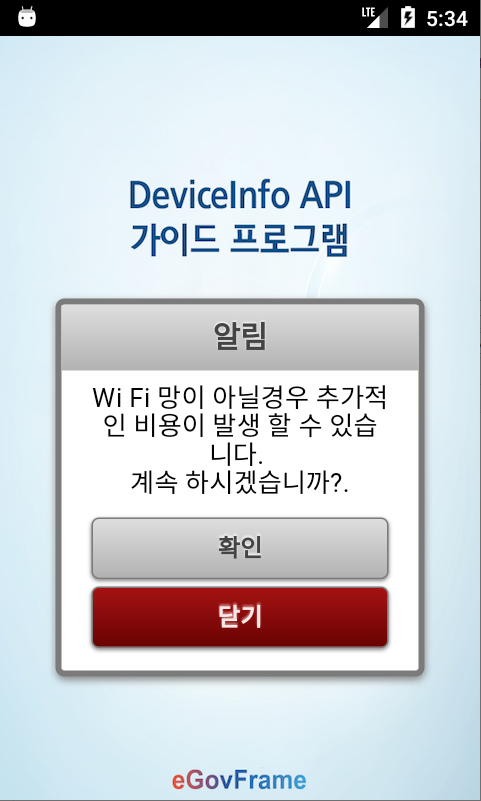 LTE 5:34
DeviceInfo API
가이드 프로그램
알림
Wi Fi 망이 아닐경우 추가적
인 비용이 발생 할 수 있습
니다.
계속 하시겠습니까?.
확인
닫기
eGovFrame